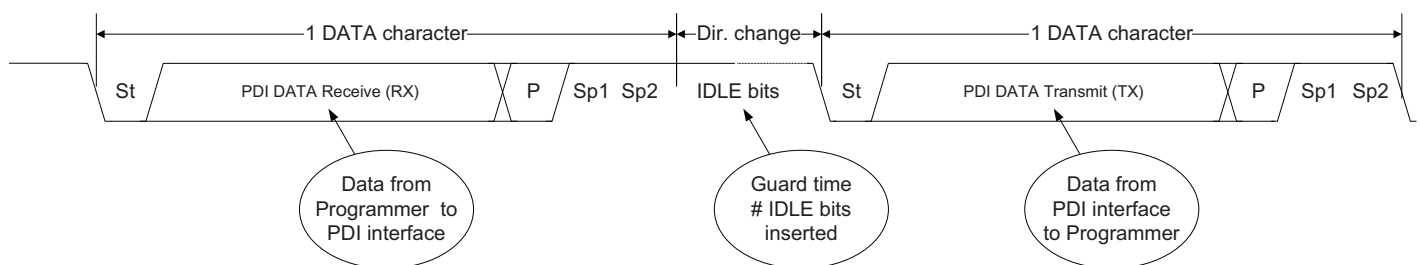 1 DATA character
Dir. change
1 DATA character
St
PDI DATA Receive (RX)
P
Sp1
Sp2
IDLE bits
St
PDI DATA Transmit (TX)
P
Sp1
Sp2
Data from
Programmer to
PDI interface
Guard time
# IDLE bits
inserted
Data from
PDI interface
to Programmer